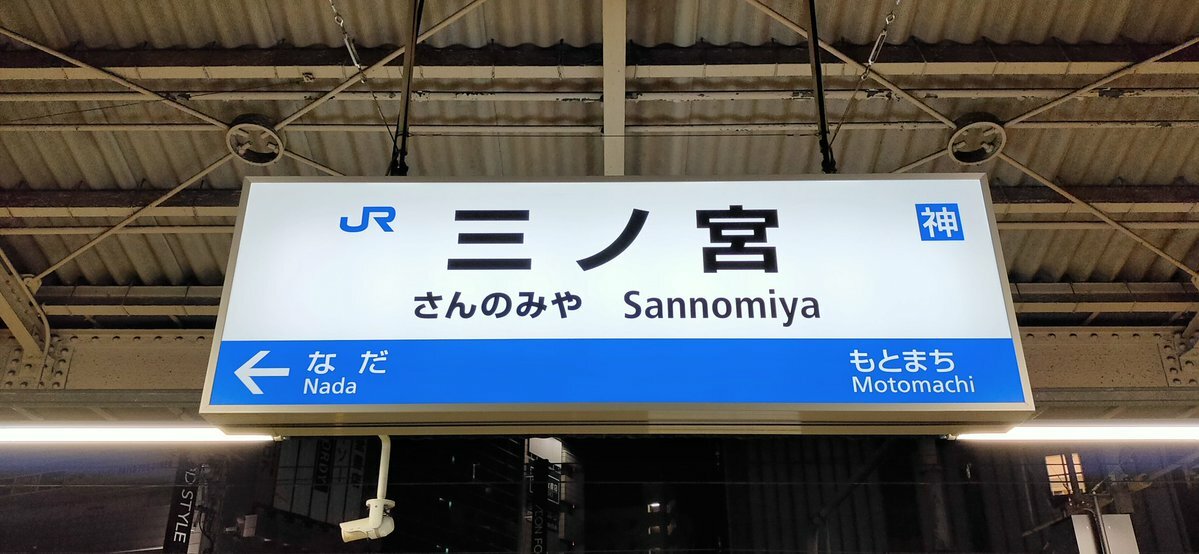 JR
三ノ宮
神
さんのみや Sannomiya
← なだ
Nada
もとまち
Motomachi
D STYLE